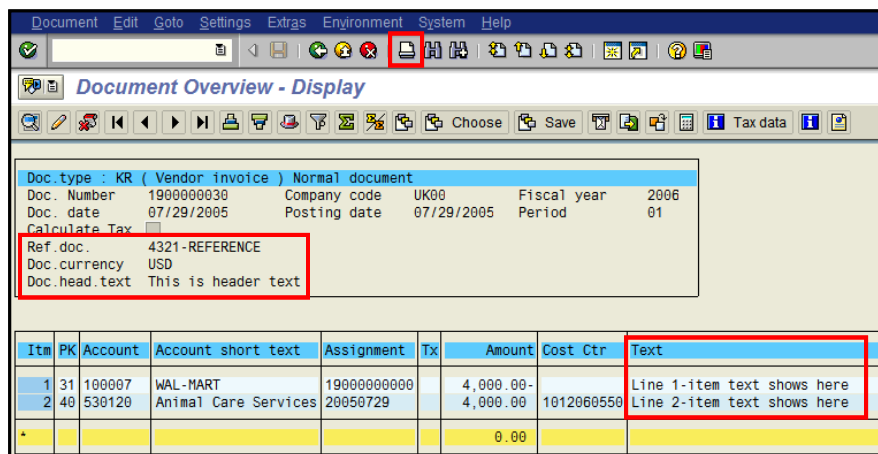 Document Edit Goto Settings Extras Environment System Help
Document Overview - Display
Choose Save Tax data
Doc.type : KR ( Vendor invoice ) Normal document
Doc. Number 1900000030 Company code UK00 Fiscal year 2006
Doc. date 07/29/2005 Posting date 07/29/2005 Period 01
Calculate Tax
Ref.doc. 4321-REFERENCE
Doc.currency USD
Doc.head.text This is header text
Itm PK Account Account short text Assignment Tx Amount Cost Ctr Text
1 31 100007 WAL-MART 19000000000 4,000.00- Line 1-item text shows here
2 40 530120 Animal Care Services 20050729 4,000.00 1012060550 Line 2-item text shows here
* 0.00